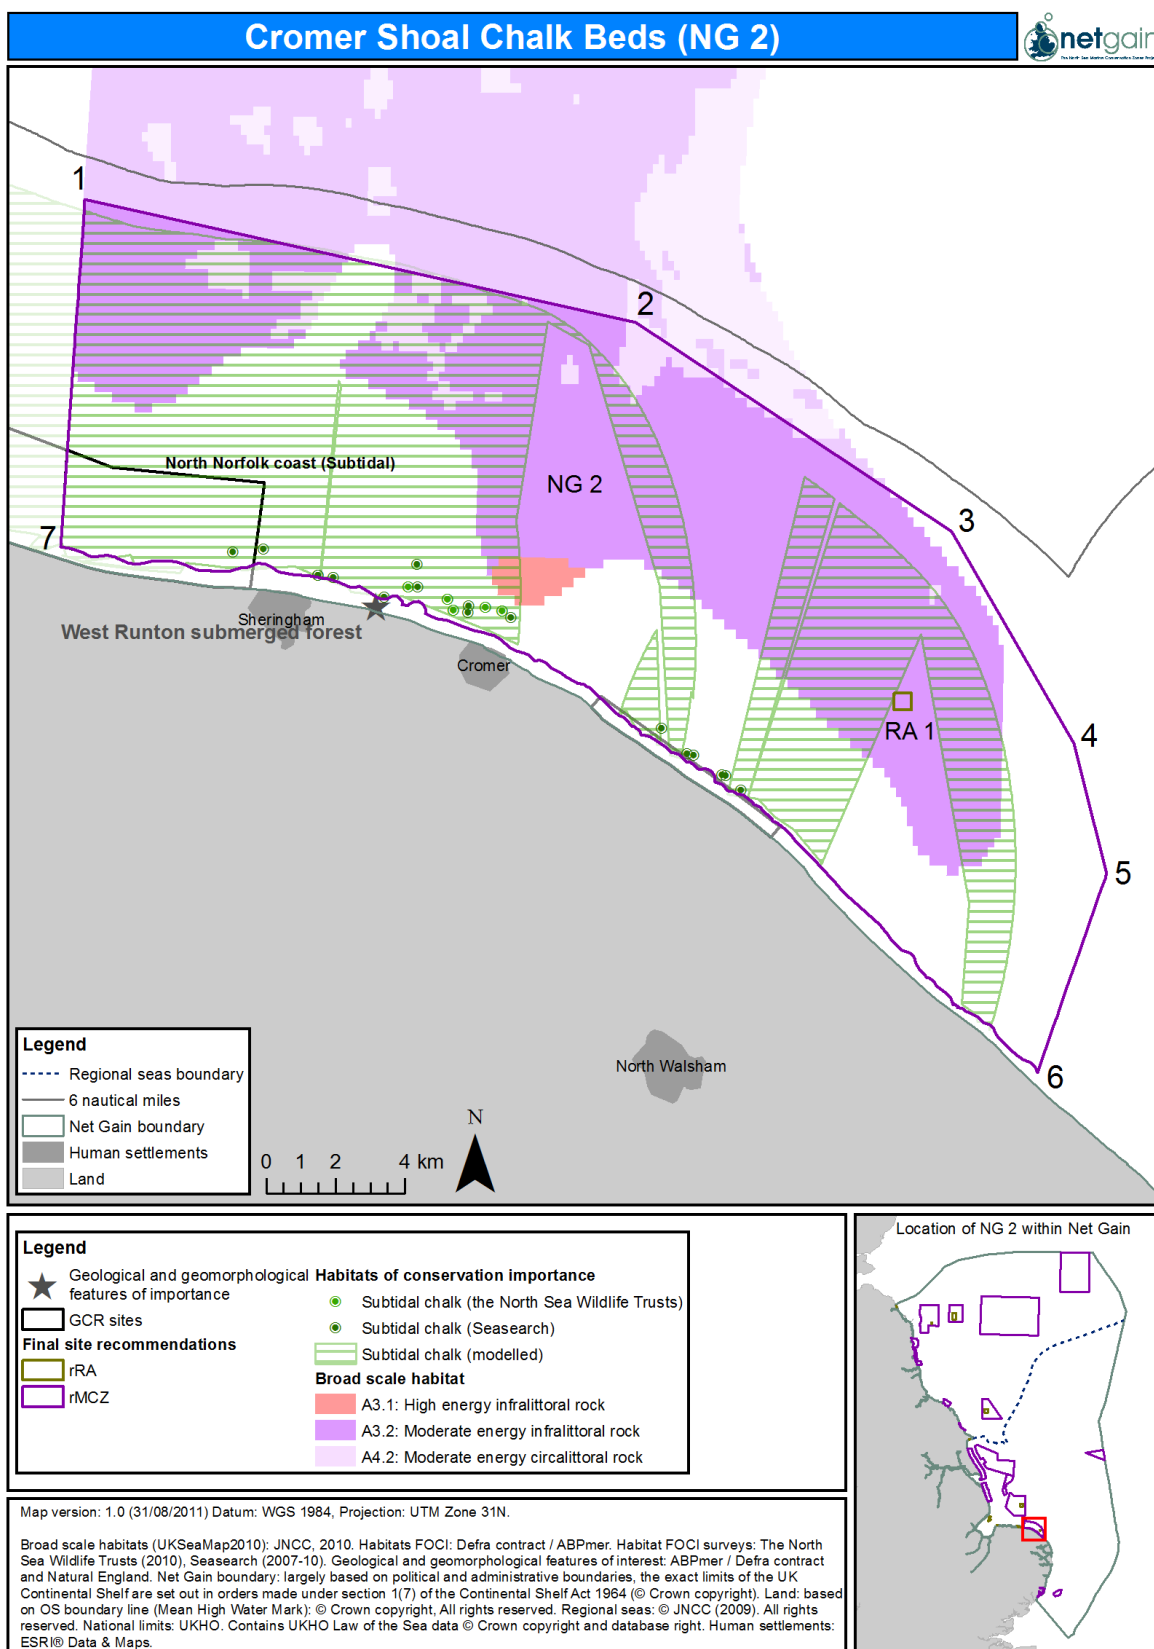 Cromer Shoal Chalk Beds (NG 2)
netgain
1
2
3
North Norfolk coast (Subtidal)
NG 2
7
Sheringham
West Runton submerged forest
Cromer
RA 1
4
5
6
North Walsham
N
0 1 2 4 km
Legend
Regional seas boundary
6 nautical miles
Net Gain boundary
Human settlements
Land
Legend
Geological and geomorphological
features of importance
GCR sites
Final site recommendations
rRA
rMCZ
Habitats of conservation importance
Subtidal chalk (the North Sea Wildlife Trusts)
Subtidal chalk (Seasearch)
Subtidal chalk (modelled)
Broad scale habitat
A3.1: High energy infralittoral rock
A3.2: Moderate energy infralittoral rock
A4.2: Moderate energy circalittoral rock
Location of NG 2 within Net Gain
Map version: 1.0 (31/08/2011) Datum: WGS 1984, Projection: UTM Zone 31N.
Broad scale habitats (UKSeaMap2010): JNCC, 2010. Habitats FOCI: Defra contract / ABPmer. Habitat FOCI surveys: The North
Sea Wildlife Trusts (2010), Seasearch (2007-10). Geological and geomorphological features of interest: ABPmer / Defra contract
and Natural England. Net Gain boundary: largely based on political and administrative boundaries, the exact limits of the UK
Continental Shelf are set out in orders made under section 1(7) of the Continental Shelf Act 1964 (© Crown copyright). Land: based
on OS boundary line (Mean High Water Mark): © Crown copyright, All rights reserved. Regional seas: © JNCC (2009). All rights
reserved. National limits: UKHO. Contains UKHO Law of the Sea data © Crown copyright and database right. Human settlements:
ESRI® Data & Maps.